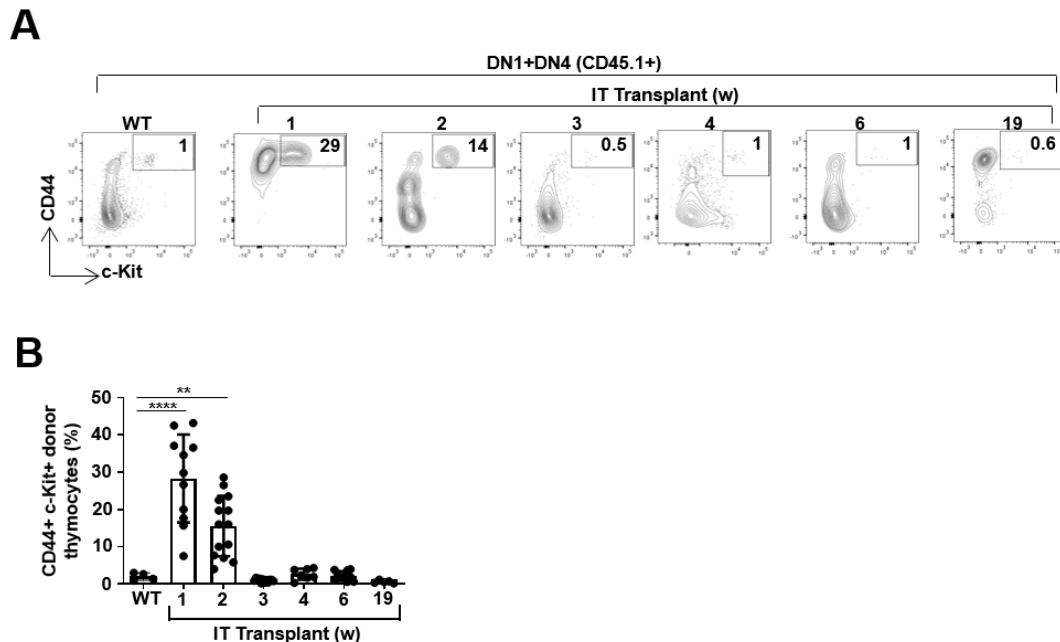 A
DN1+DN4 (CD45.1+)
IT Transplant (w)
WT 1 2 3 4 6 19
1 29 14 0.5 1 1 0.6
CD44
c-Kit
B
** 
****
CD44+ c-Kit+ donor
thymocytes (%)
50
40
30
20
10
0
WT 1 2 3 4 6 19
IT Transplant (w)